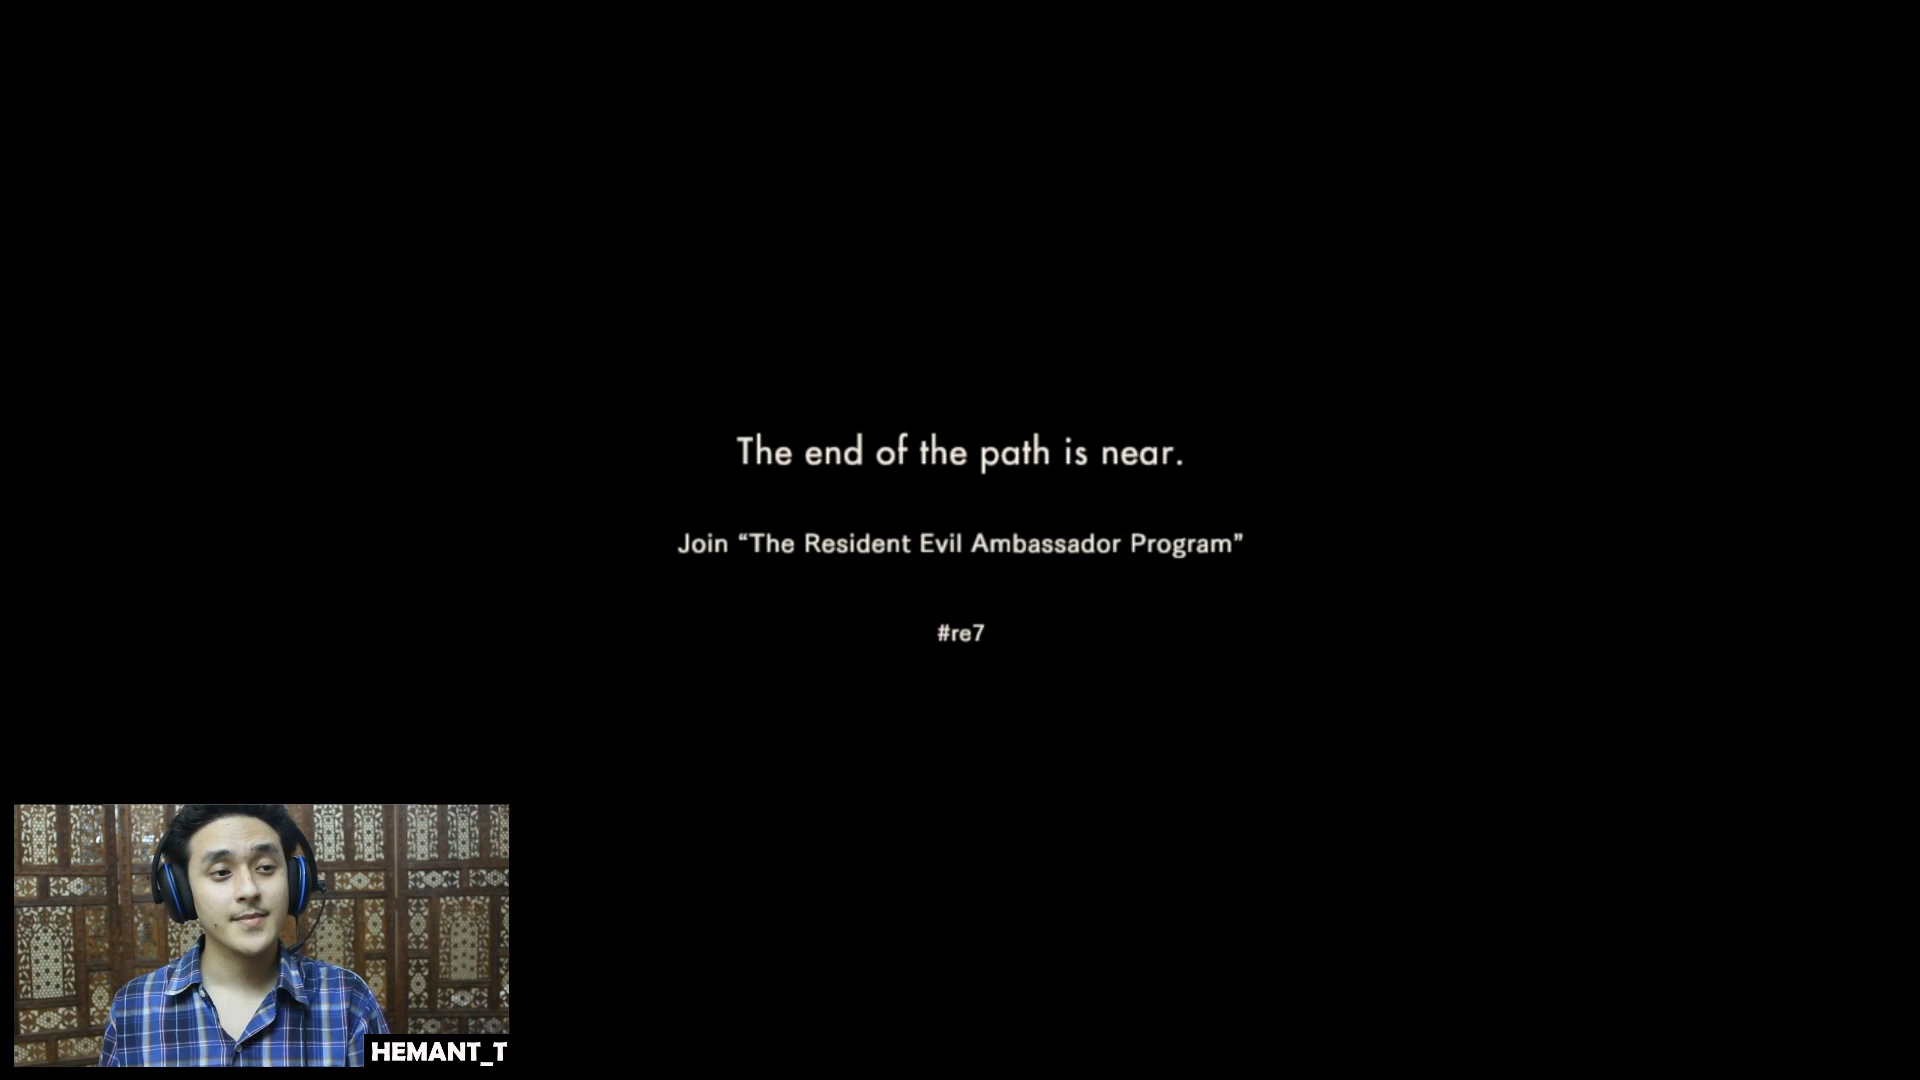 The end of the path is near.
Join “The Resident Evil Ambassador Program”
#re7
HEMANT_T